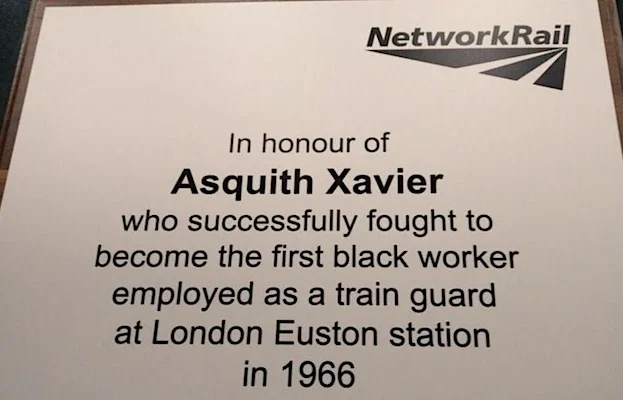 NetworkRail
In honour of
Asquith Xavier
who successfully fought to
become the first black worker
employed as a train guard
at London Euston station
in 1966